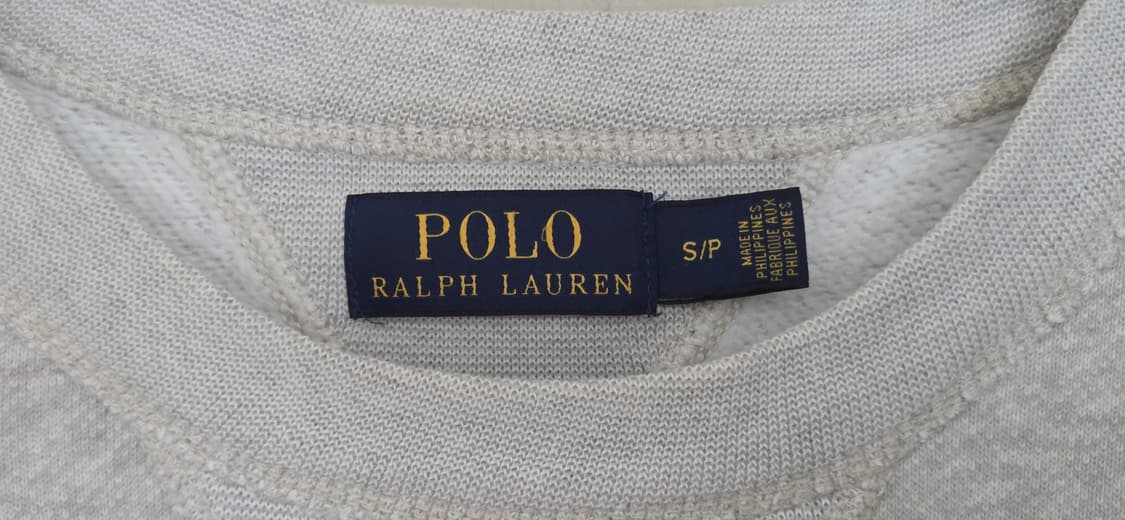 POLO
RALPH LAUREN
S/P
MADE IN
PHILIPPINES
FABRIQUE AUX
PHILIPPINES